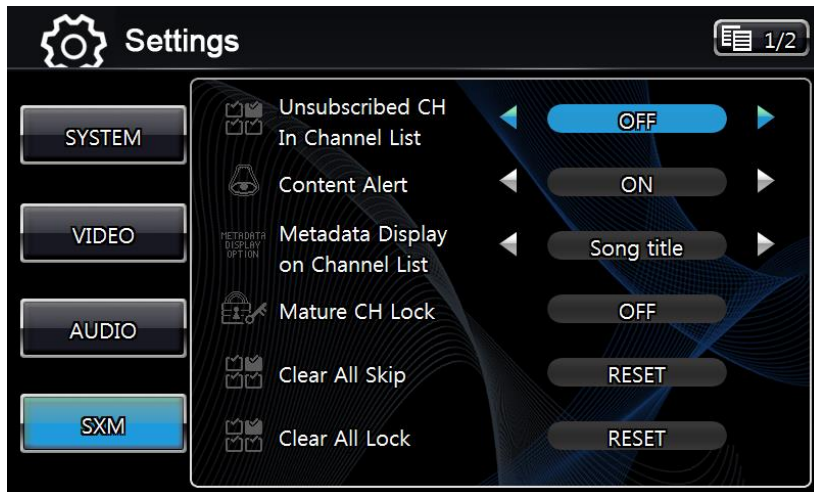 Settings
1/2
SYSTEM
VIDEO
AUDIO
SXM
Unsubscribed CH
In Channel List
OFF
Content Alert
ON
METADATA
DISPLAY
OPTION
Metadata Display
on Channel List
Song title
Mature CH Lock
OFF
Clear All Skip
RESET
Clear All Lock
RESET